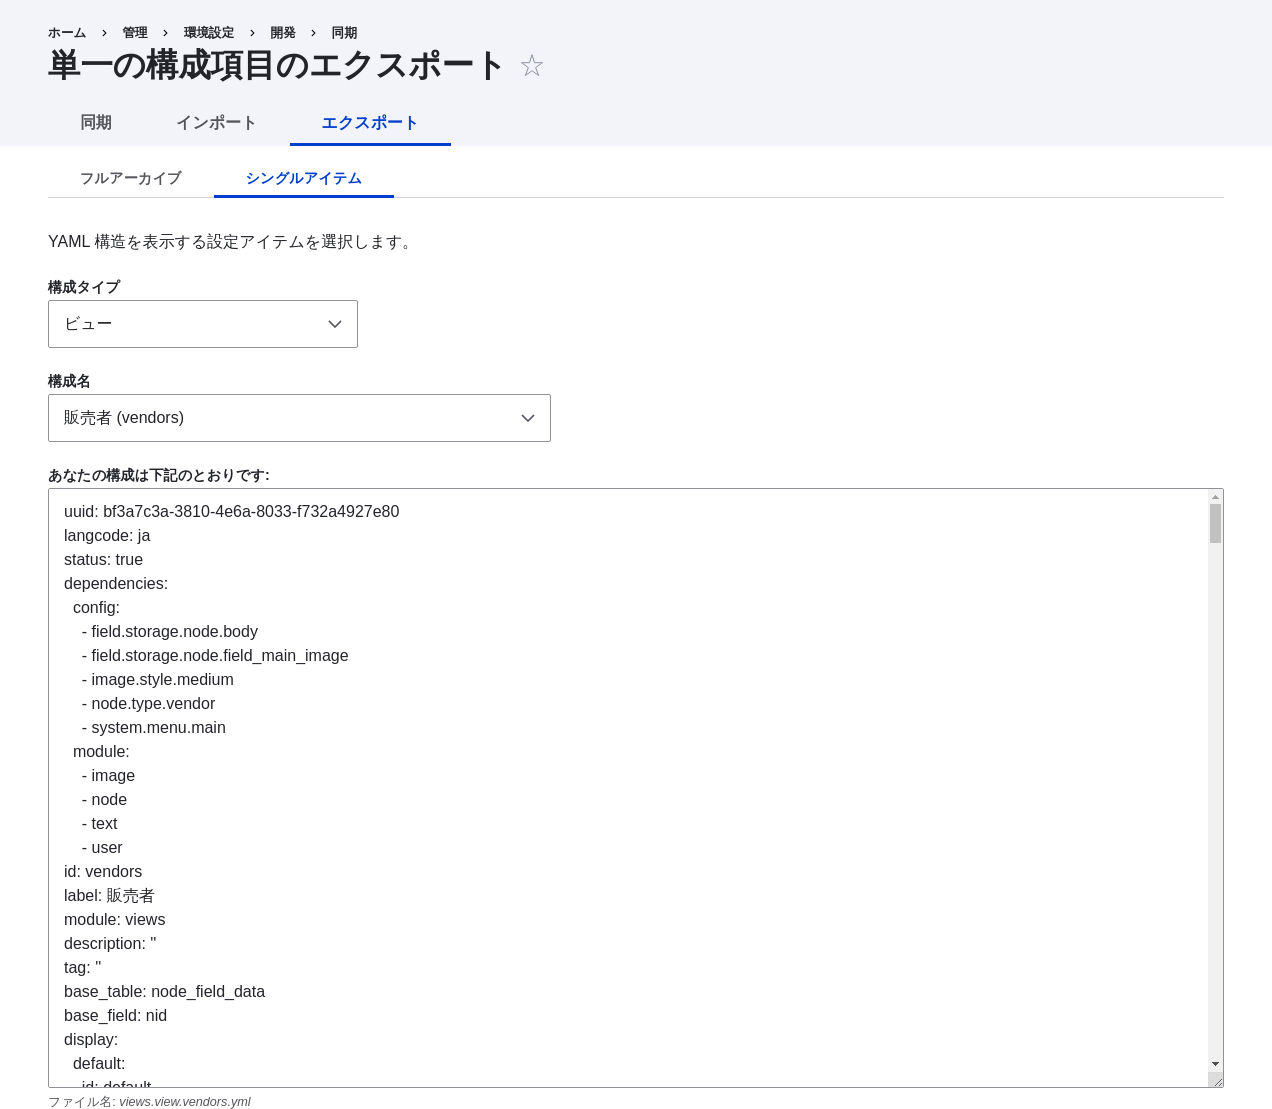 ホーム > 管理 > 環境設定 > 開発 > 同期
単一の構成項目のエクスポート ☆
同期 インポート エクスポート
フルアーカイブ シングルアイテム
YAML 構造を表示する設定アイテムを選択します。
構成タイプ
ビュー
構成名
販売者 (vendors)
あなたの構成は下記のとおりです:
uuid: bf3a7c3a-3810-4e6a-8033-f732a4927e80
langcode: ja
status: true
dependencies:
  config:
    - field.storage.node.body
    - field.storage.node.field_main_image
    - image.style.medium
    - node.type.vendor
    - system.menu.main
  module:
    - image
    - node
    - text
    - user
id: vendors
label: 販売者
module: views
description: ''
tag: ''
base_table: node_field_data
base_field: nid
display:
  default:
    id: default
ファイル名: views.view.vendors.yml